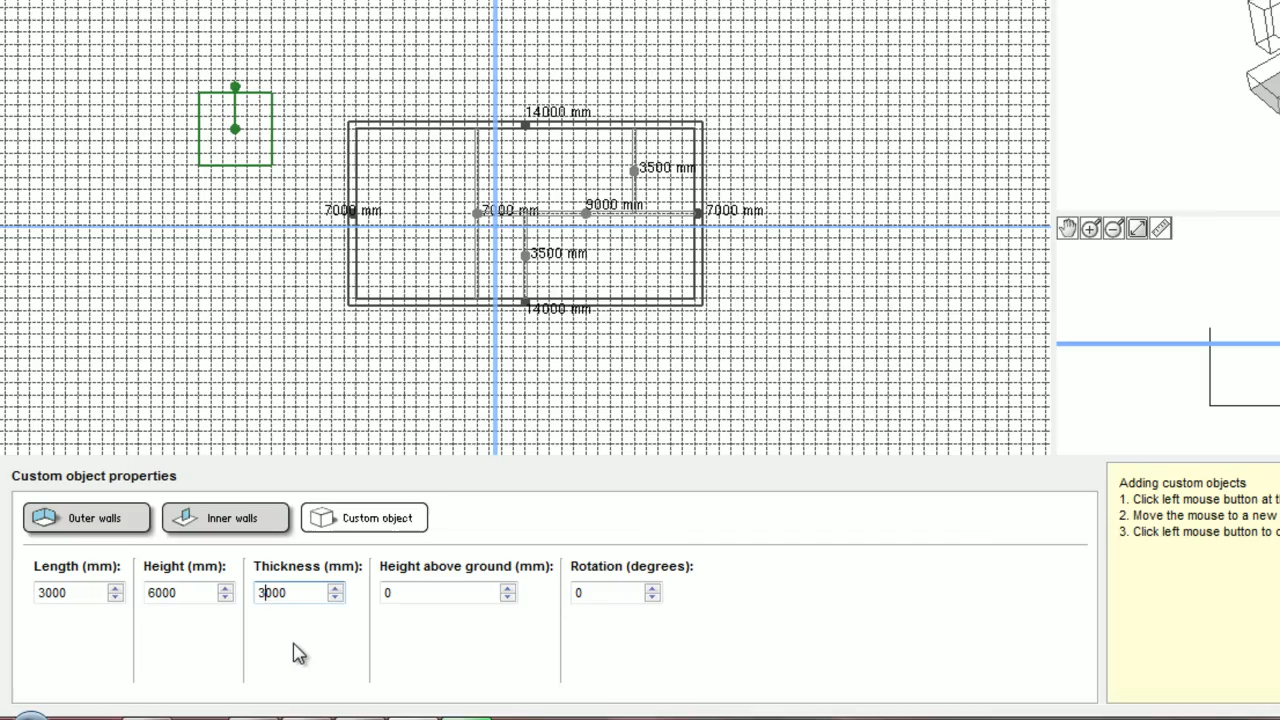 14000 mm
3500 mm
7000 mm
7000 mm
9000 mm
7000 mm
3500 mm
14000 mm
Custom object properties
Outer walls
Inner walls
Custom object
Length (mm):
Height (mm):
Thickness (mm):
Height above ground (mm):
Rotation (degrees):
3000
6000
3000
0
0
Adding custom objects
1. Click left mouse button at
2. Move the mouse to a new
3. Click left mouse button to